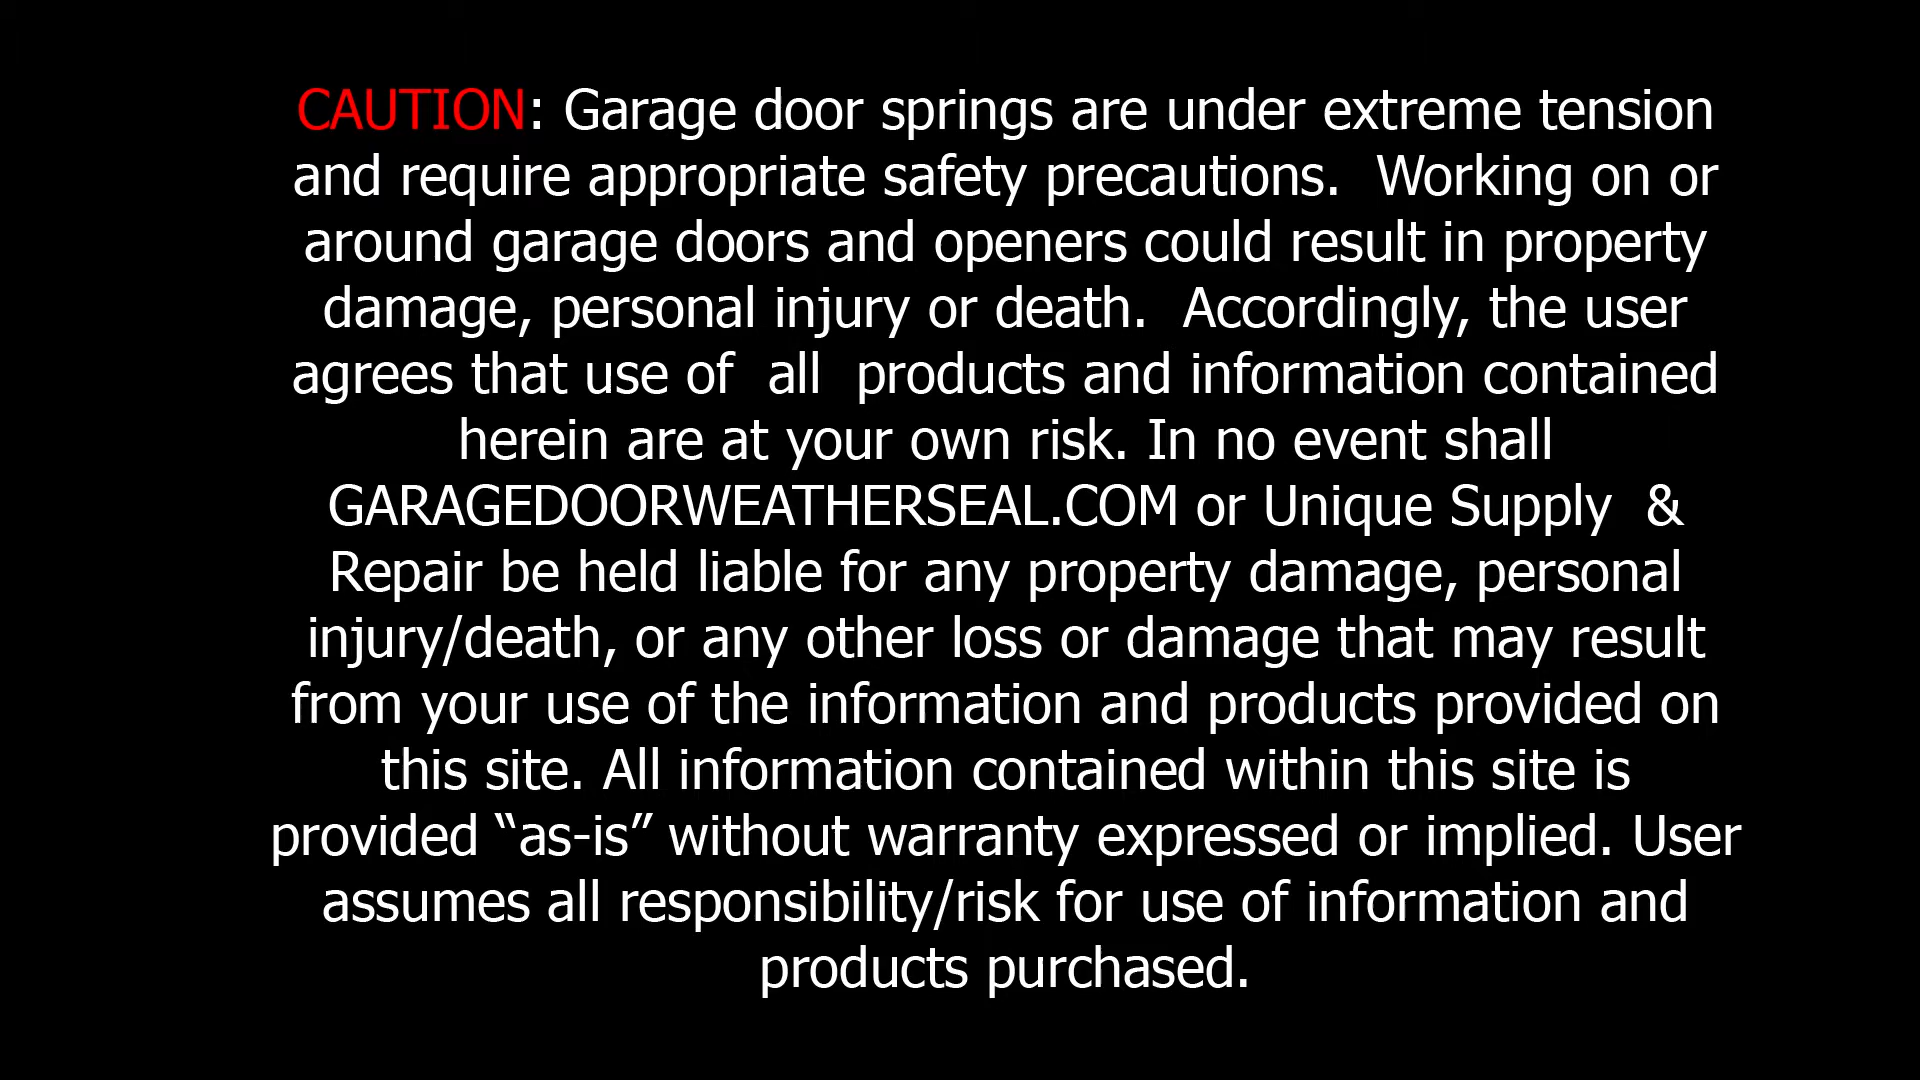 CAUTION: Garage door springs are under extreme tension
and require appropriate safety precautions.  Working on or
around garage doors and openers could result in property
damage, personal injury or death.  Accordingly, the user
agrees that use of  all  products and information contained
herein are at your own risk. In no event shall
GARAGEDOORWEATHERSEAL.COM or Unique Supply  &
Repair be held liable for any property damage, personal
injury/death, or any other loss or damage that may result
from your use of the information and products provided on
this site. All information contained within this site is
provided “as-is” without warranty expressed or implied. User
assumes all responsibility/risk for use of information and
products purchased.